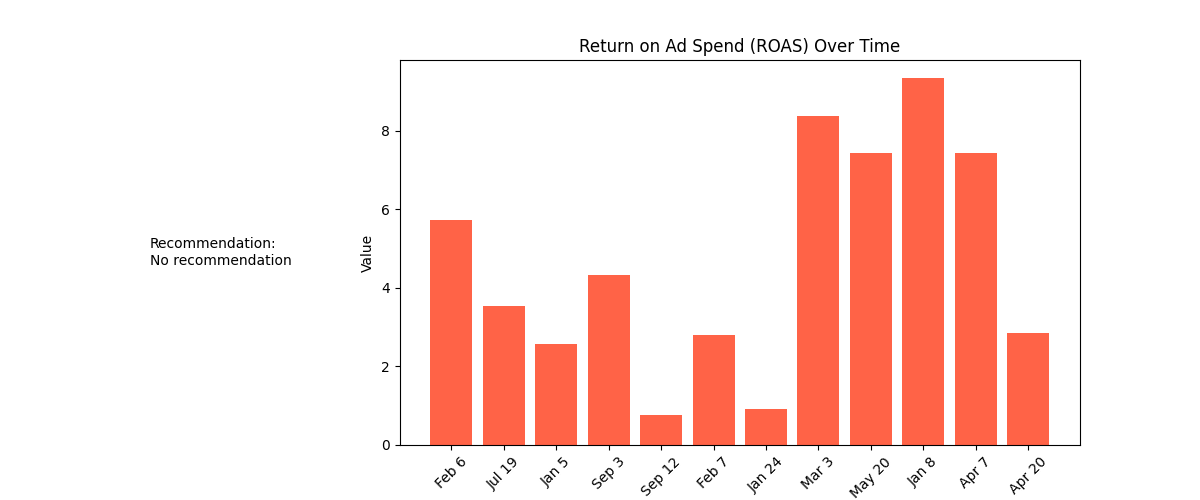 Return on Ad Spend (ROAS) Over Time
Recommendation:
No recommendation
Value
8
6
4
2
0
Feb 6
Jul 19
Jan 5
Sep 3
Sep 12
Feb 7
Jan 24
Mar 3
May 20
Jan 8
Apr 7
Apr 20